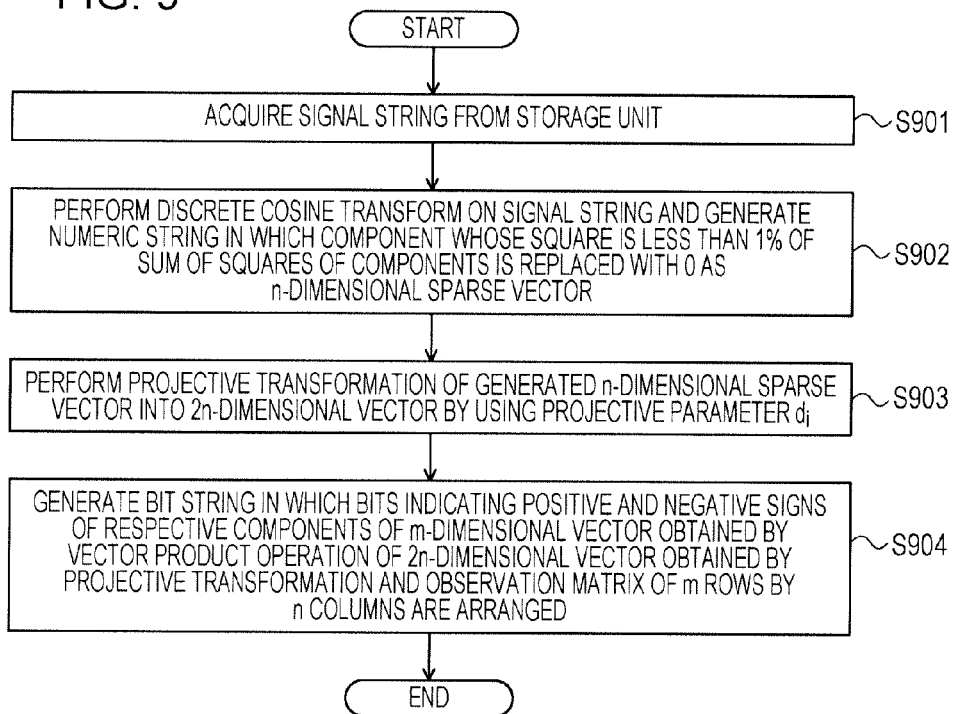 START
ACQUIRE SIGNAL STRING FROM STORAGE UNIT
S901
PERFORM DISCRETE COSINE TRANSFORM ON SIGNAL STRING AND GENERATE
NUMERIC STRING IN WHICH COMPONENT WHOSE SQUARE IS LESS THAN 1% OF
SUM OF SQUARES OF COMPONENTS IS REPLACED WITH 0 AS
n-DIMENSIONAL SPARSE VECTOR
S902
PERFORM PROJECTIVE TRANSFORMATION OF GENERATED n-DIMENSIONAL SPARSE
VECTOR INTO 2n-DIMENSIONAL VECTOR BY USING PROJECTIVE PARAMETER di
S903
GENERATE BIT STRING IN WHICH BITS INDICATING POSITIVE AND NEGATIVE SIGNS
OF RESPECTIVE COMPONENTS OF m-DIMENSIONAL VECTOR OBTAINED BY
VECTOR PRODUCT OPERATION OF 2n-DIMENSIONAL VECTOR OBTAINED BY
PROJECTIVE TRANSFORMATION AND OBSERVATION MATRIX OF m ROWS BY
n COLUMNS ARE ARRANGED
S904
END